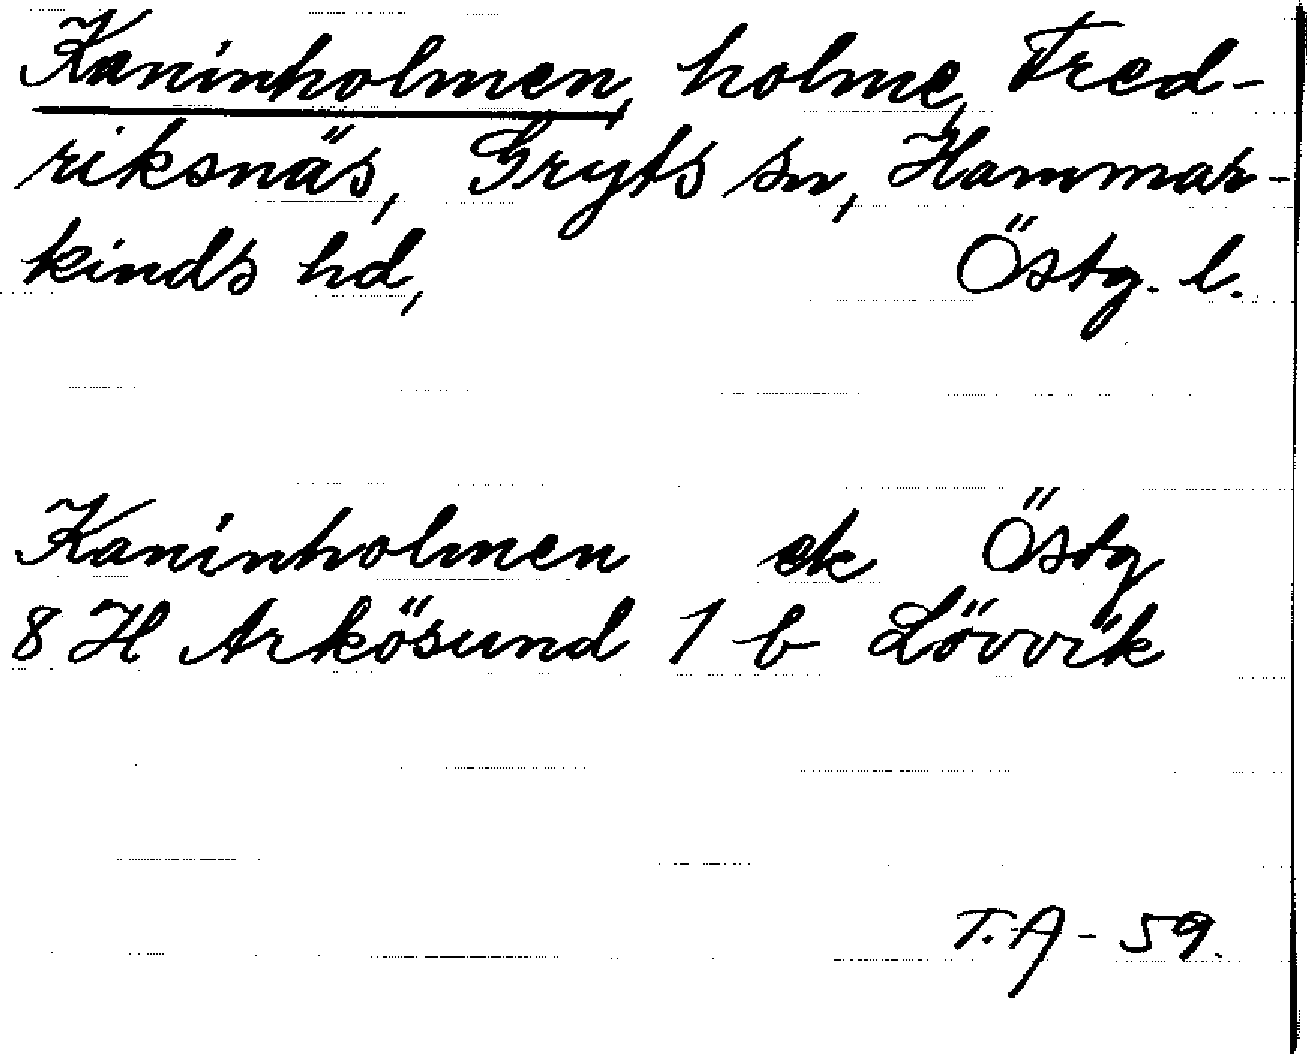 Kaninholmen, holme, Fred-
riksnäs, Gryts sn, Hammar-
kinds hd, Östg. l.
Kaninholmen ek Östg
8 H Arkösund 1 b Lövvik
T.A - 59.